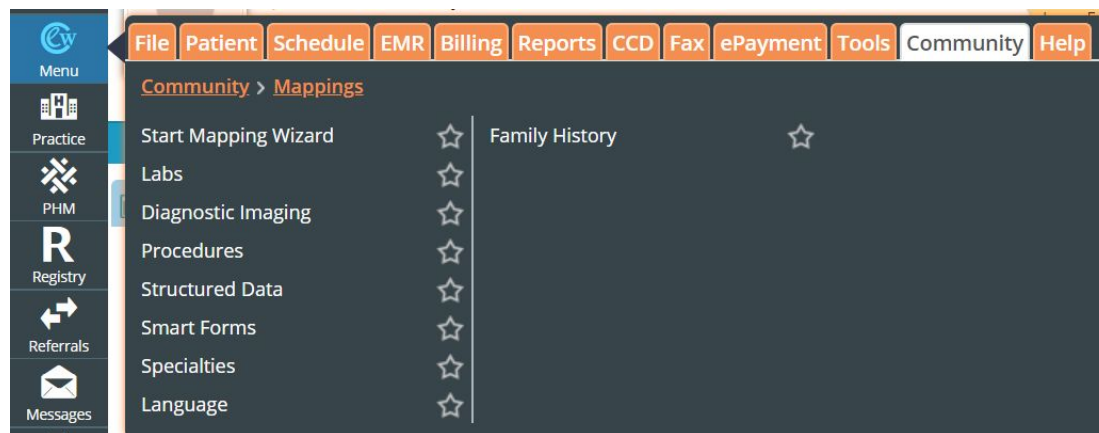 eCW
Menu
Practice
PHM
R
Registry
Referrals
Messages
File Patient Schedule EMR Billing Reports CCD Fax ePayment Tools Community Help
Community > Mappings
Start Mapping Wizard
Labs
Diagnostic Imaging
Procedures
Structured Data
Smart Forms
Specialties
Language
Family History